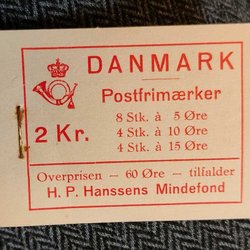 DANMARK
Postfrimærker
8 Stk. à 5 Øre
2 Kr.
4 Stk. à 10 Øre
4 Stk. à 15 Øre
Overprisen — 60 Øre — tilfalder
H. P. Hanssens Mindefond